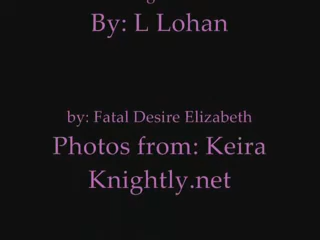 By: L Lohan
by: Fatal Desire Elizabeth
Photos from: Keira
Knightly.net